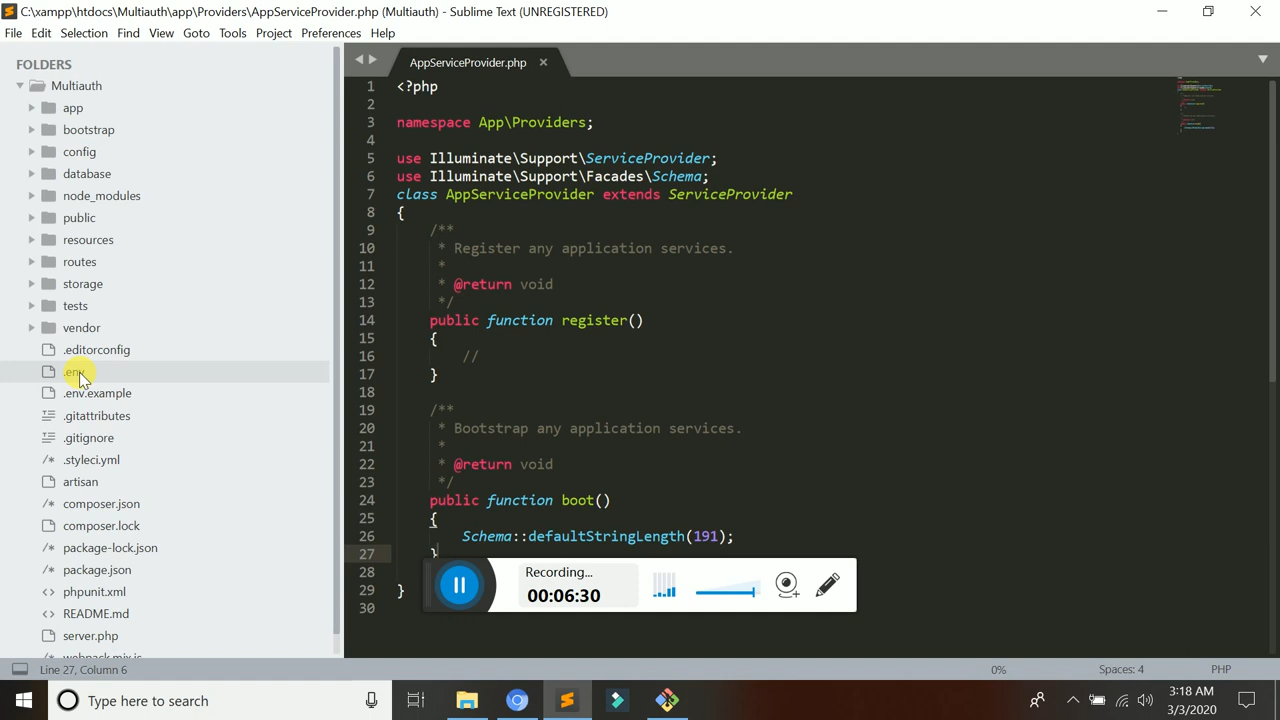 C:\xampp\htdocs\Multiauth\app\Providers\AppServiceProvider.php (Multiauth) - Sublime Text (UNREGISTERED)
File Edit Selection Find View Goto Tools Project Preferences Help
FOLDERS
Multiauth
app
bootstrap
config
database
node_modules
public
resources
routes
storage
tests
vendor
.editorconfig
.env
.env.example
.gitattributes
.gitignore
/* .styleci.yml
artisan
/* composer.json
composer.lock
/* package-lock.json
/* package.json
<> phpunit.xml
<> README.md
server.php
/* webpack.mix.js
AppServiceProvider.php
1 <?php
2
3 namespace App\Providers;
4
5 use Illuminate\Support\ServiceProvider;
6 use Illuminate\Support\Facades\Schema;
7 class AppServiceProvider extends ServiceProvider
8 {
9 /**
10 * Register any application services.
11 *
12 * @return void
13 */
14 public function register()
15 {
16 //
17 }
18
19 /**
20 * Bootstrap any application services.
21 *
22 * @return void
23 */
24 public function boot()
25 {
26 Schema::defaultStringLength(191);
27 }
28
29 }
30
Recording...
00:06:30
Line 27, Column 6
0%
Spaces: 4
PHP
Type here to search
3:18 AM
3/3/2020